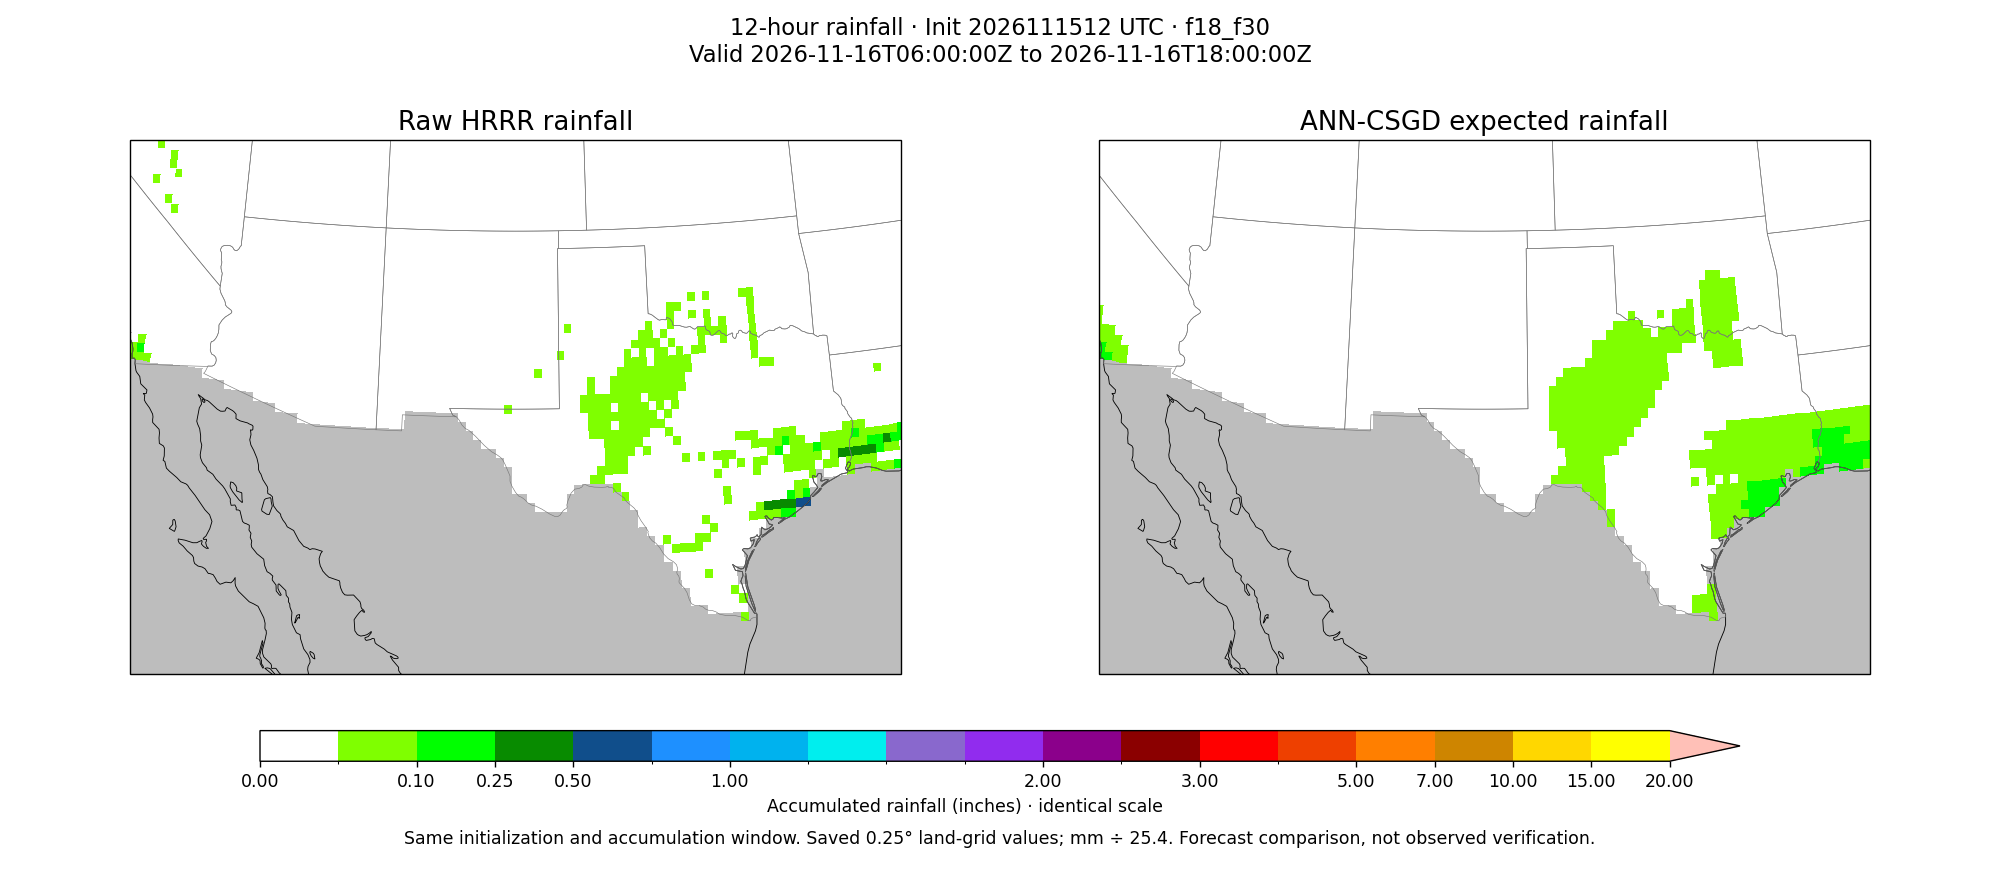 12-hour rainfall · Init 2026111512 UTC · f18_f30
Valid 2026-11-16T06:00:00Z to 2026-11-16T18:00:00Z
Raw HRRR rainfall
ANN-CSGD expected rainfall
0.00 0.10 0.25 0.50 1.00 2.00 3.00 5.00 7.00 10.00 15.00 20.00
Accumulated rainfall (inches) · identical scale
Same initialization and accumulation window. Saved 0.25° land-grid values; mm ÷ 25.4. Forecast comparison, not observed verification.